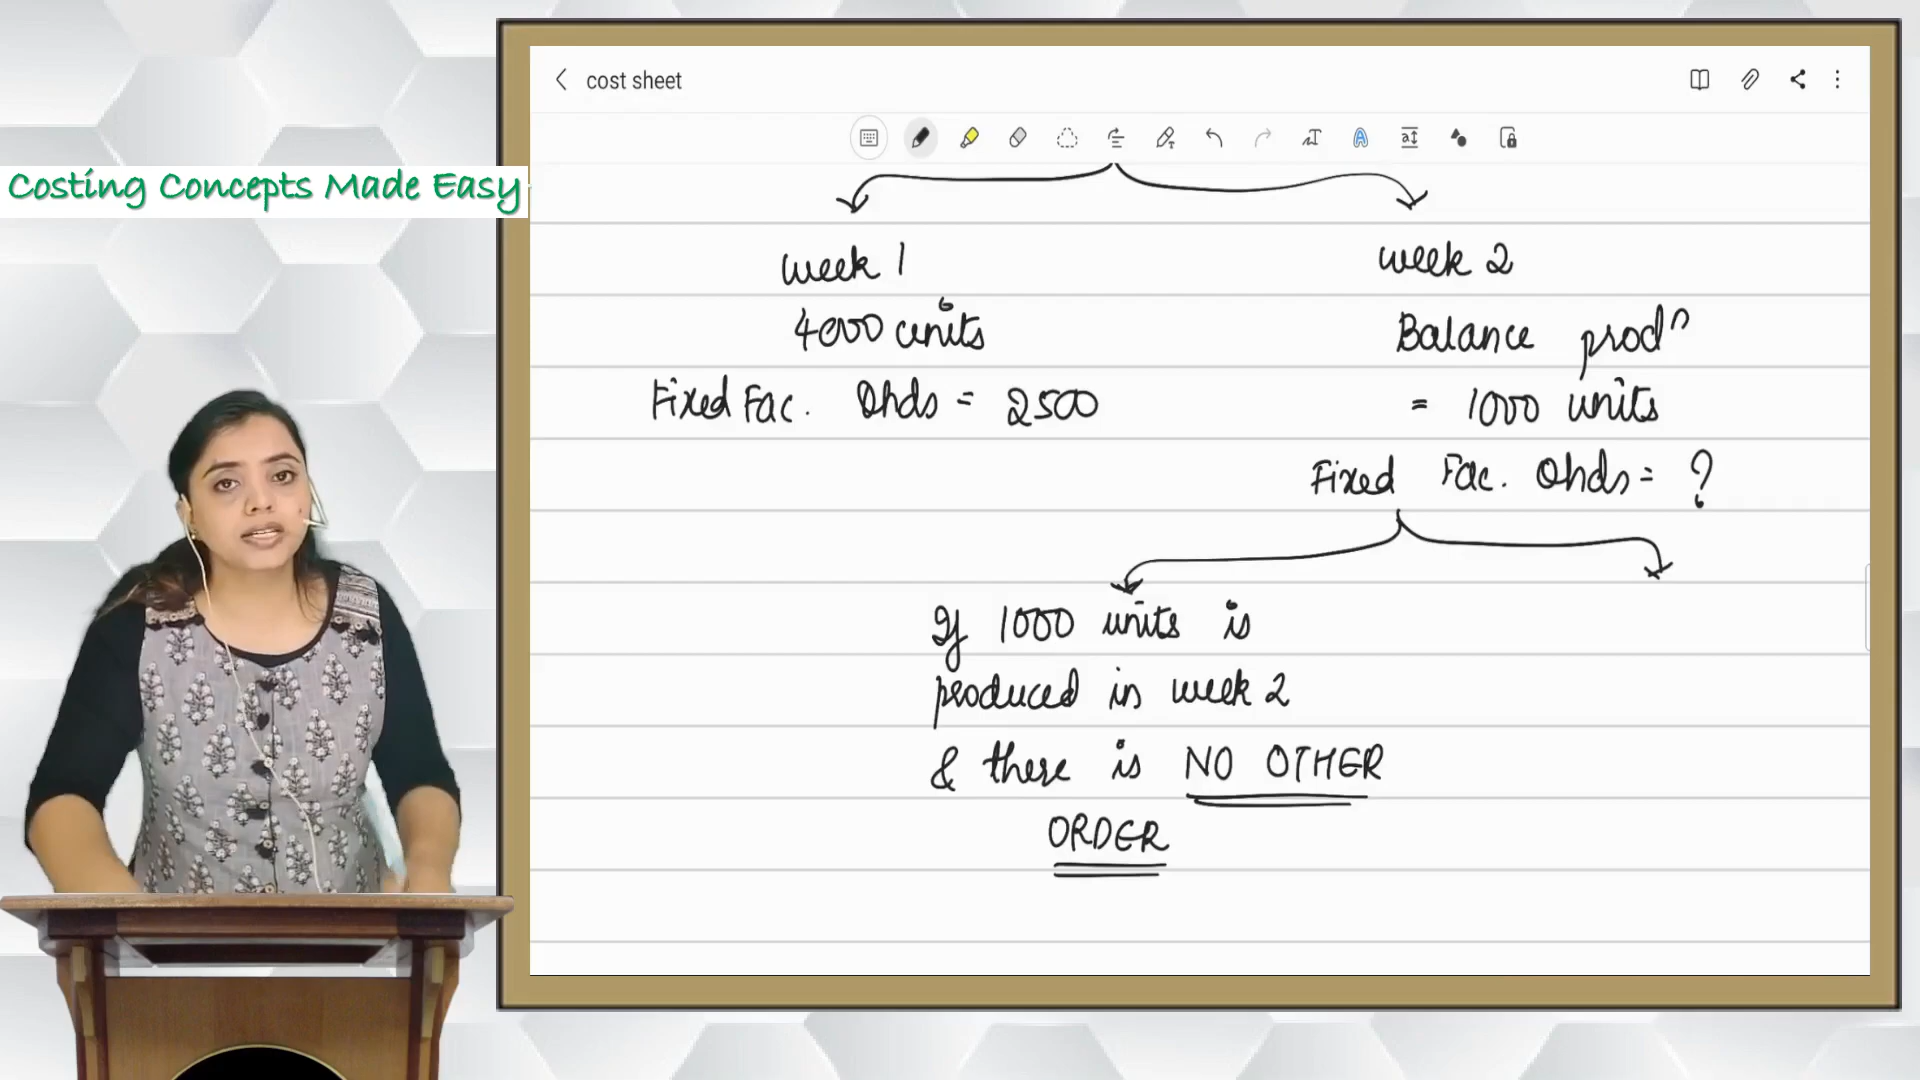 cost sheet
Costing Concepts Made Easy
week 1
4000 units
Fixed Fac. Ohds = 2500
week 2
Balance prodⁿ
= 1000 units
Fixed Fac. Ohds = ?
If 1000 units is
produced in week 2
& there is NO OTHER
ORDER